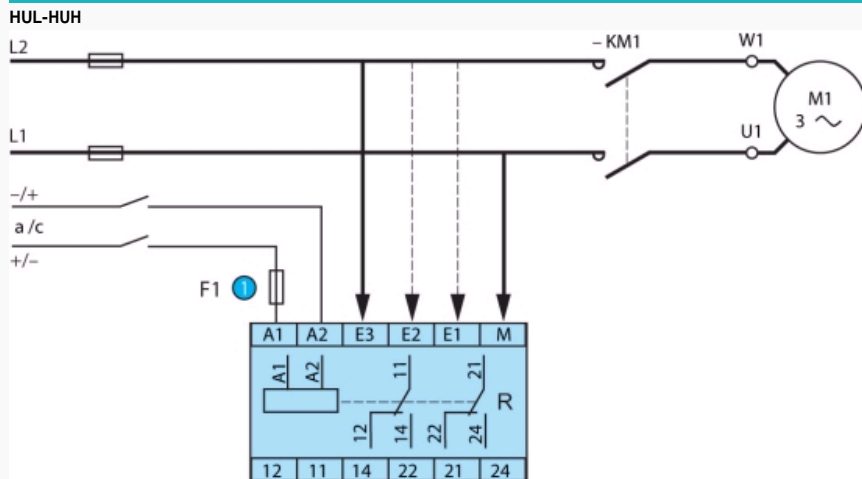 HUL-HUH
L2
– KM1
W1
M1
3 ~
L1
U1
–/+
a /c
+/–
F1 1
A1 A2 E3 E2 E1 M
A1 A2 11 21
R
12 14 22 24
12 11 14 22 21 24